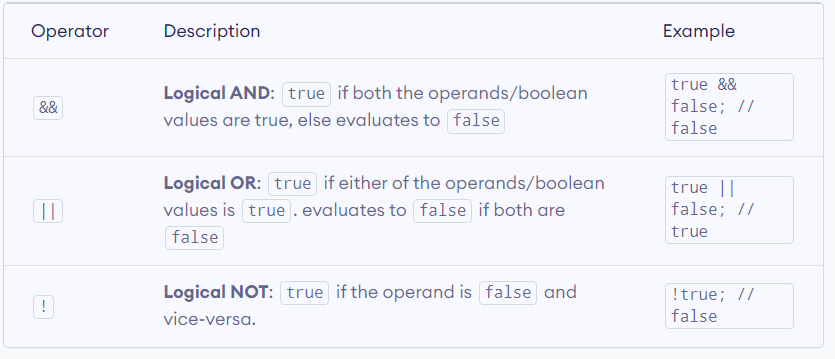 Operator Description Example
&& Logical AND: true if both the operands/boolean values are true, else evaluates to false true && false; // false
|| Logical OR: true if either of the operands/boolean values is true. evaluates to false if both are false true || false; // true
! Logical NOT: true if the operand is false and vice-versa. !true; // false